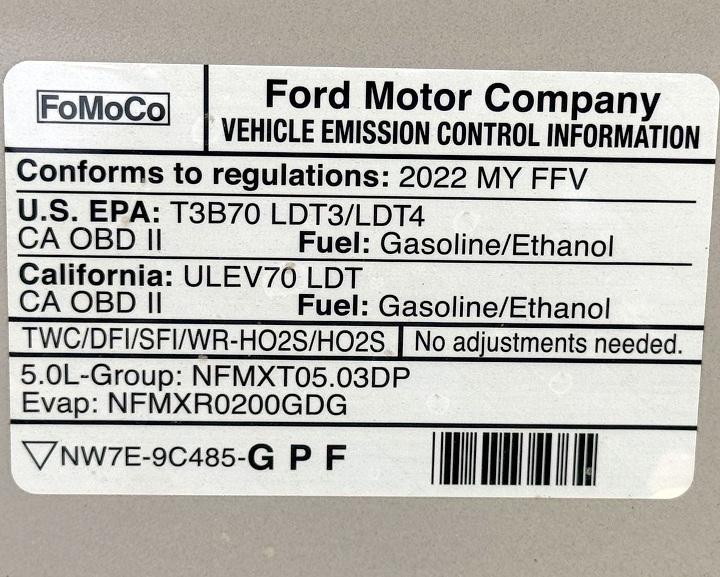 FoMoCo
Ford Motor Company
VEHICLE EMISSION CONTROL INFORMATION
Conforms to regulations: 2022 MY FFV
U.S. EPA: T3B70 LDT3/LDT4
CA OBD II Fuel: Gasoline/Ethanol
California: ULEV70 LDT
CA OBD II Fuel: Gasoline/Ethanol
TWC/DFI/SFI/WR-HO2S/HO2S No adjustments needed.
5.0L-Group: NFMXT05.03DP
Evap: NFMXR0200GDG
NW7E-9C485-G P F